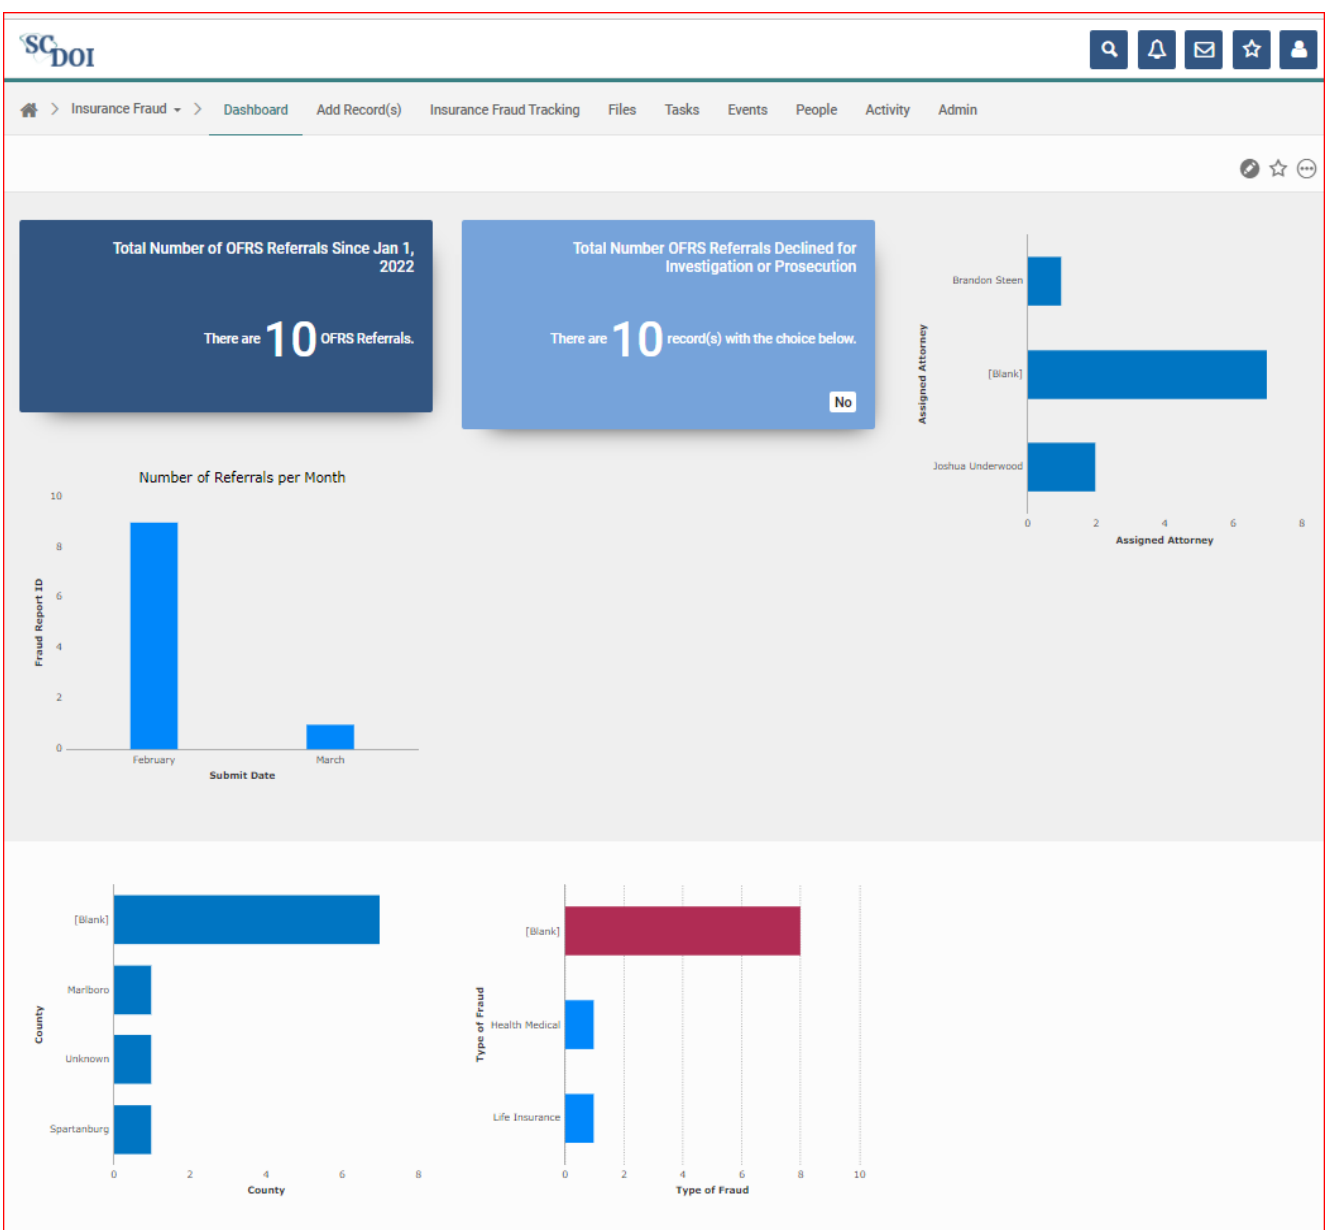 SCDOI
Insurance Fraud
Dashboard
Add Record(s)
Insurance Fraud Tracking
Files
Tasks
Events
People
Activity
Admin
Total Number of OFRS Referrals Since Jan 1,
2022
There are 10 OFRS Referrals.
Total Number OFRS Referrals Declined for
Investigation or Prosecution
There are 10 record(s) with the choice below.
No
Assigned Attorney
Brandon Steen
[Blank]
Joshua Underwood
0 2 4 6 8
Assigned Attorney
Number of Referrals per Month
Fraud Report ID
10
8
6
4
2
0
February March
Submit Date
County
[Blank]
Marlboro
Unknown
Spartanburg
0 2 4 6 8
County
Type of Fraud
[Blank]
Health Medical
Life Insurance
0 2 4 6 8 10
Type of Fraud